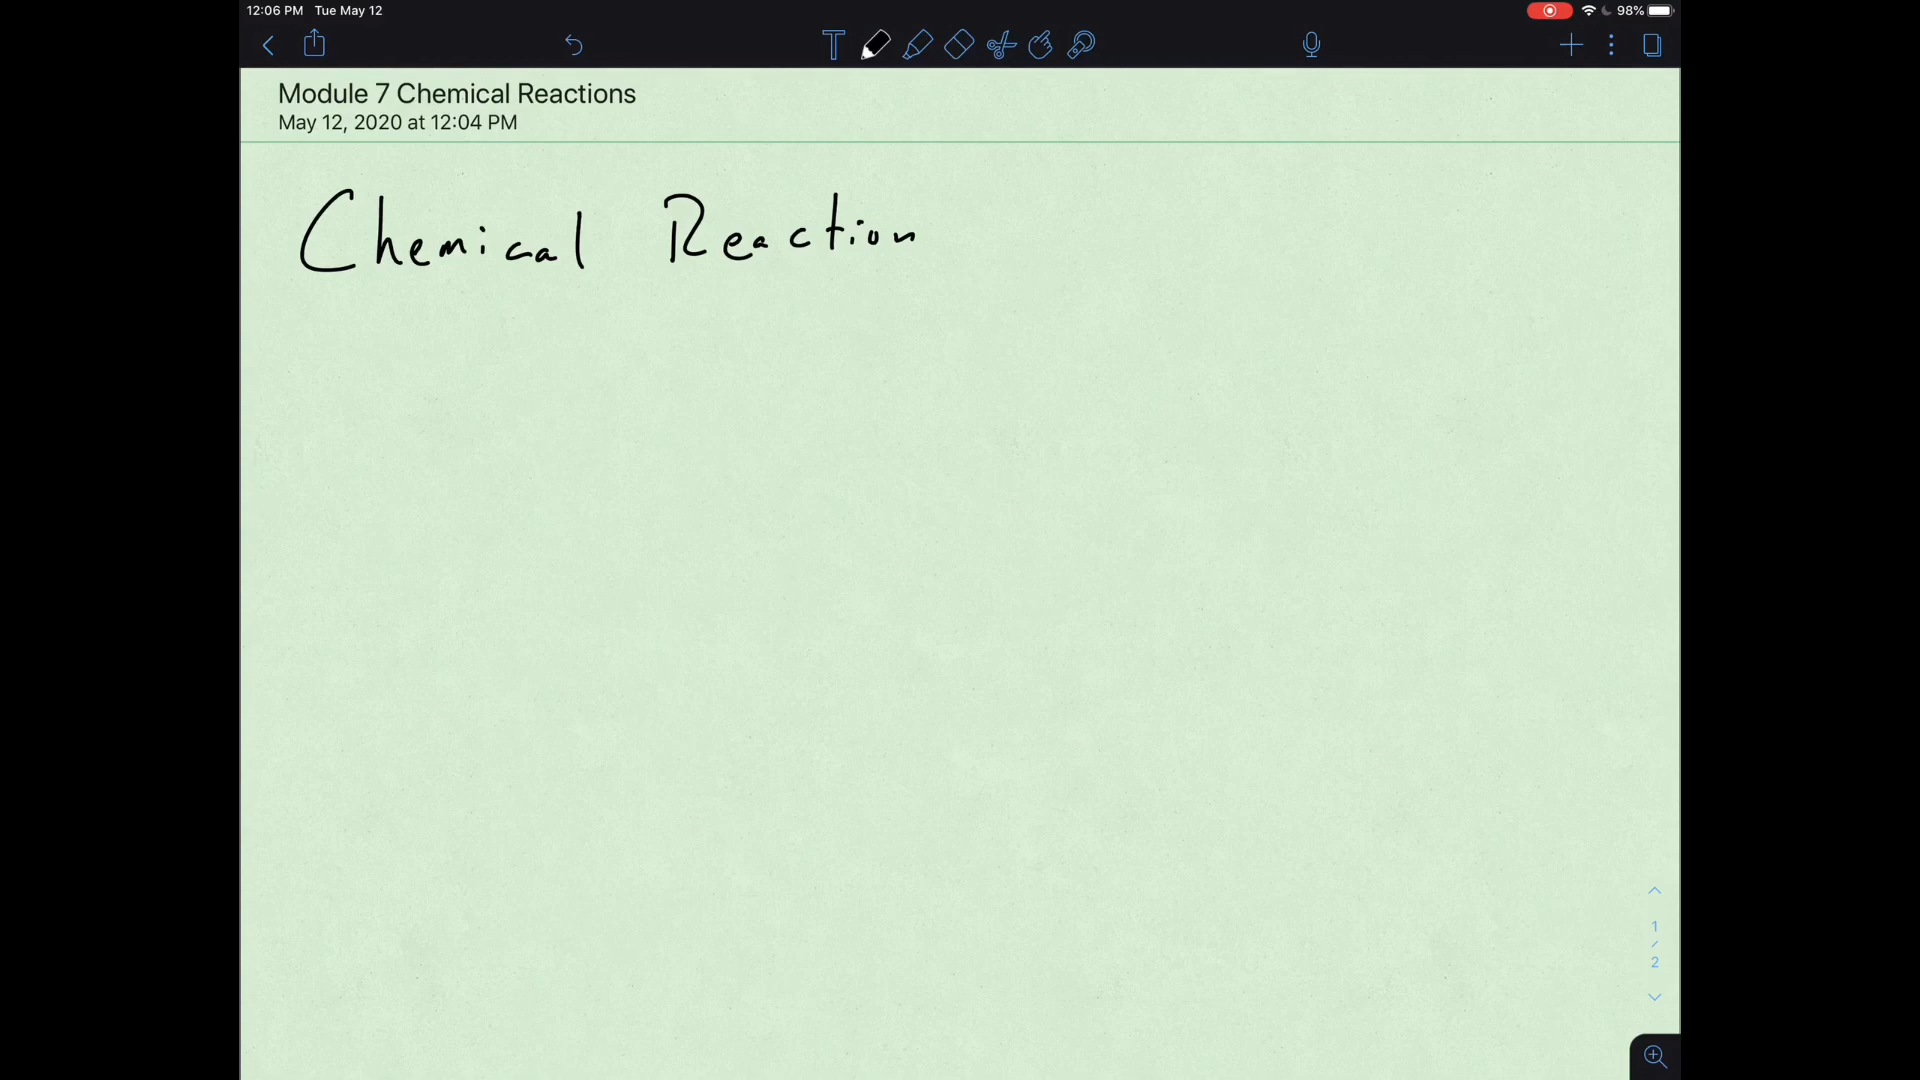 12:06 PM Tue May 12
98%
T
Module 7 Chemical Reactions
May 12, 2020 at 12:04 PM
Chemical Reaction
1
/
2